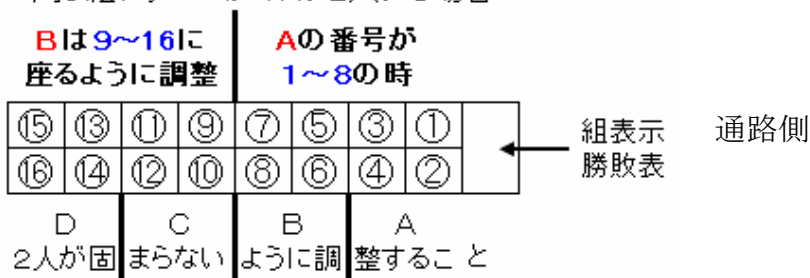 Bは9～16に
座るように調整
Aの番号が
1～8の時
⑮ ⑬ ⑪ ⑨ ⑦ ⑤ ③ ①
⑯ ⑭ ⑫ ⑩ ⑧ ⑥ ④ ②
組表示
勝敗表
通路側
D C B A
2人が固まらないように調整すること